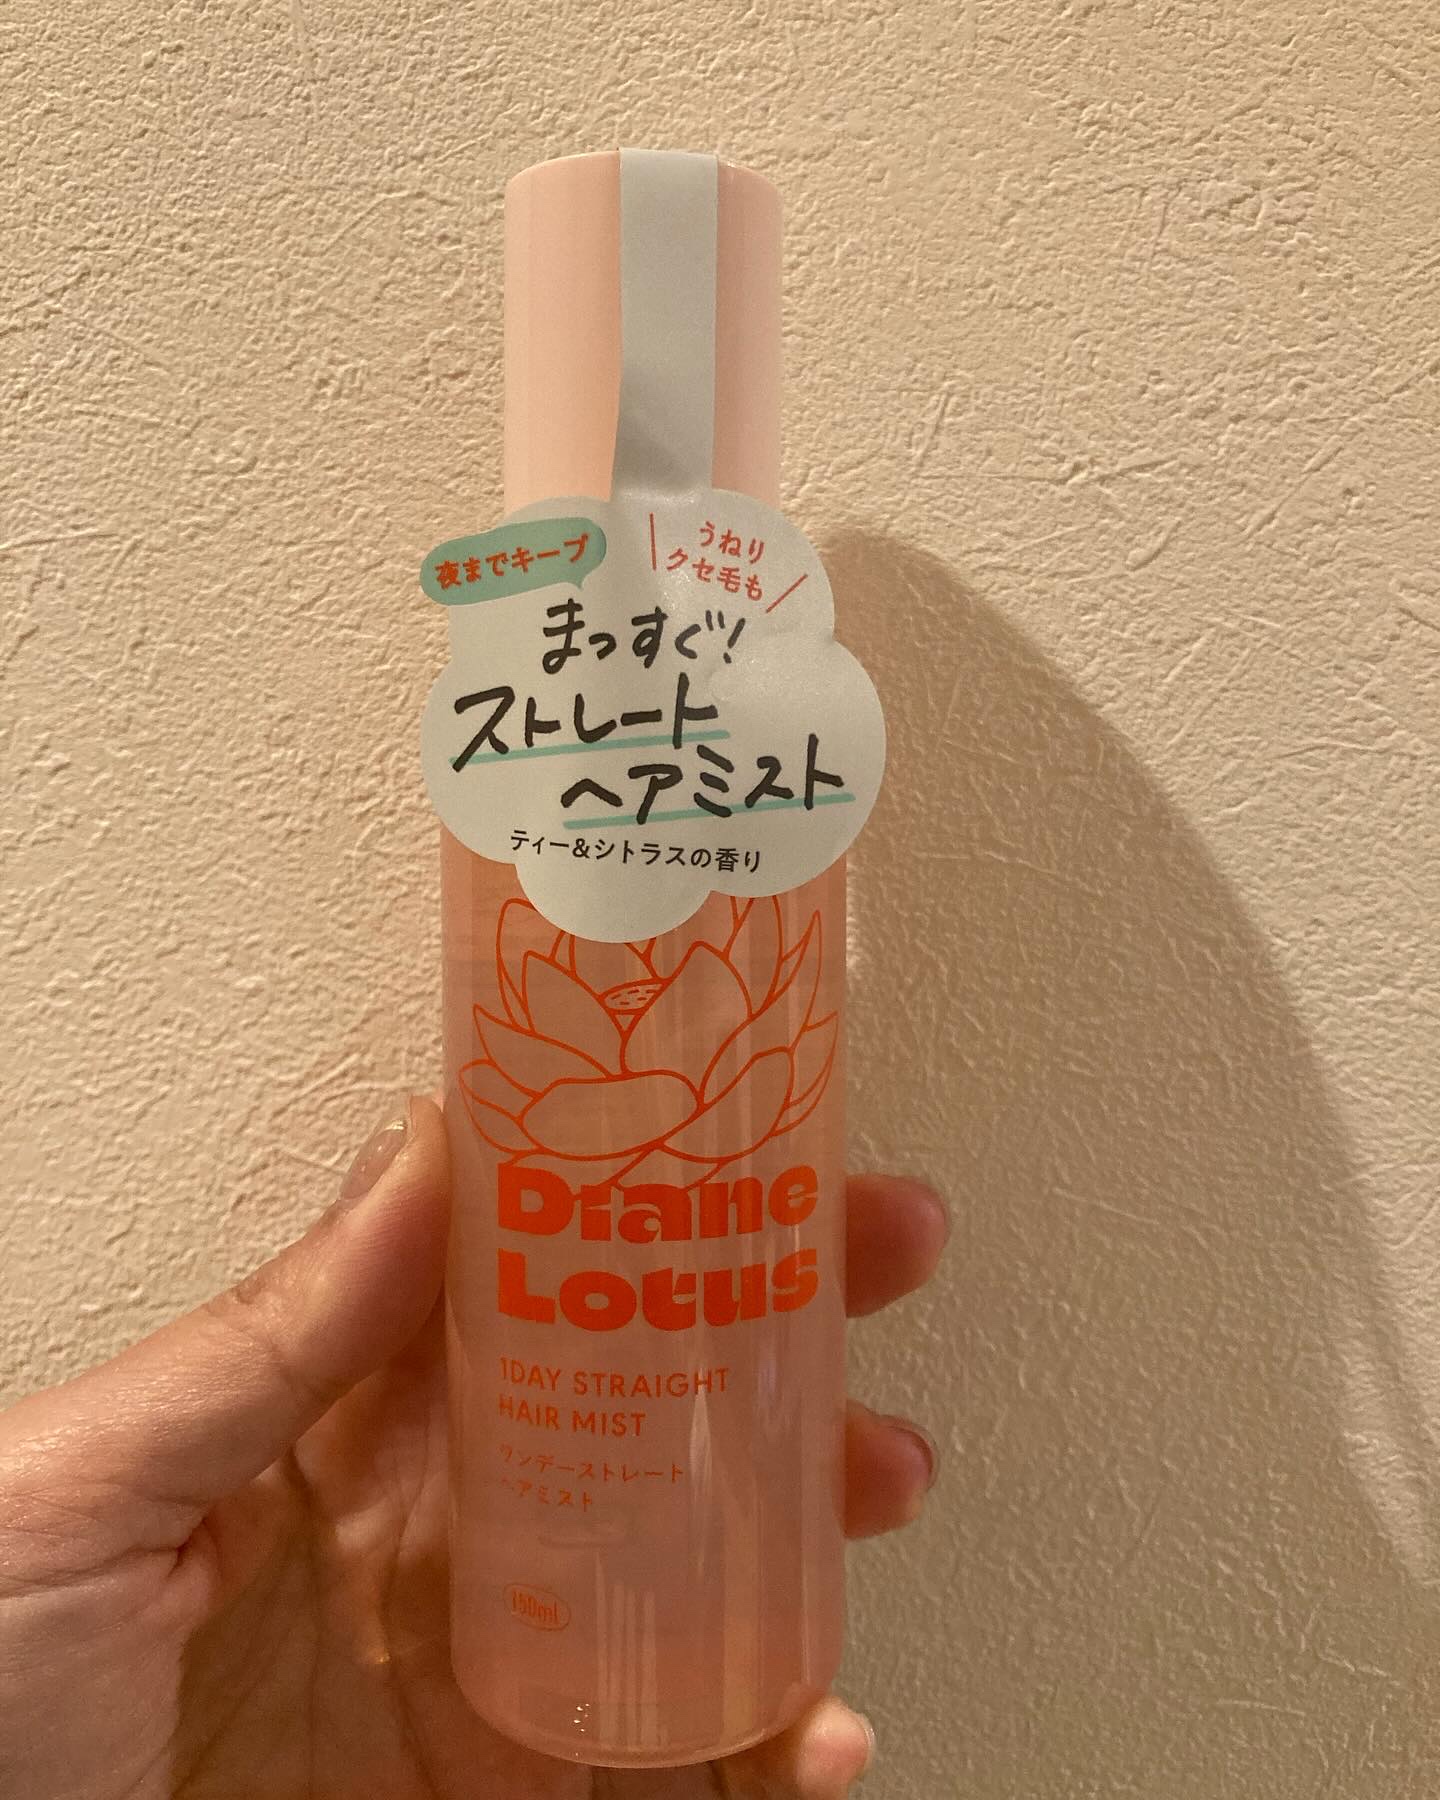 夜までキープ
うねり
クセ毛も
まっすぐ!
ストレート
ヘアミスト
ティー&シトラスの香り
Diane
Lotus
1DAY STRAIGHT
HAIR MIST
ワンデーストレート
ヘアミスト
150ml